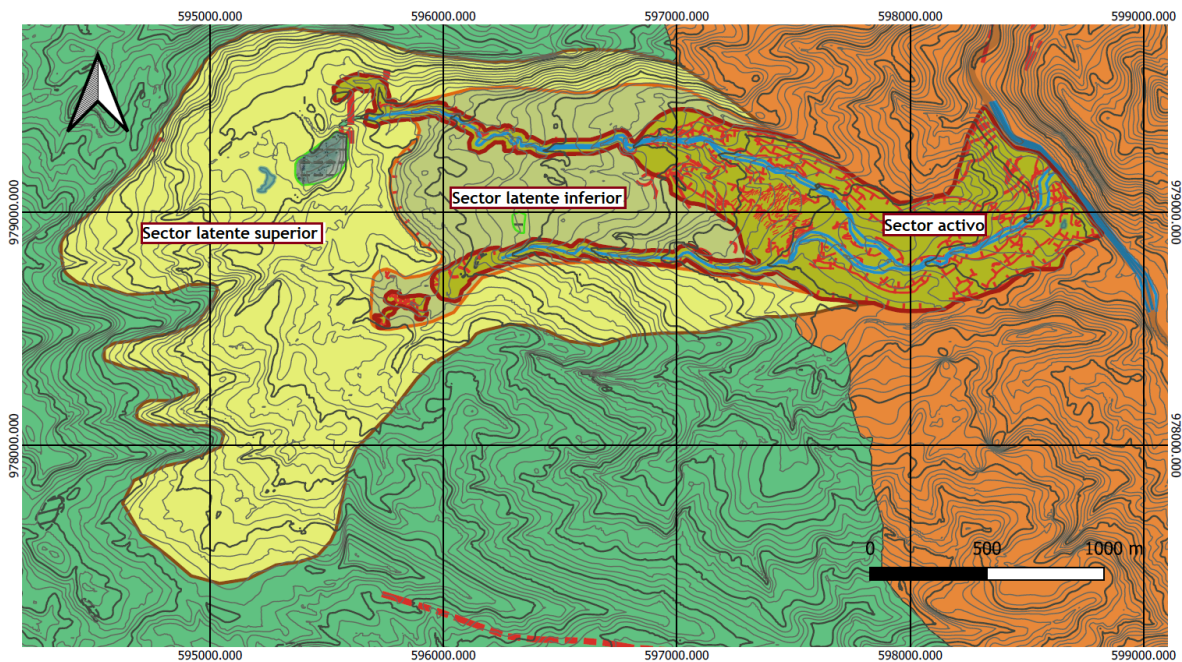 595000.000 596000.000 597000.000 598000.000 599000.000
979000.000
979000.000
Sector latente inferior
Sector activo
Sector latente superior
978000.000
978000.000
0 500 1000 m
595000.000 596000.000 597000.000 598000.000 599000.000